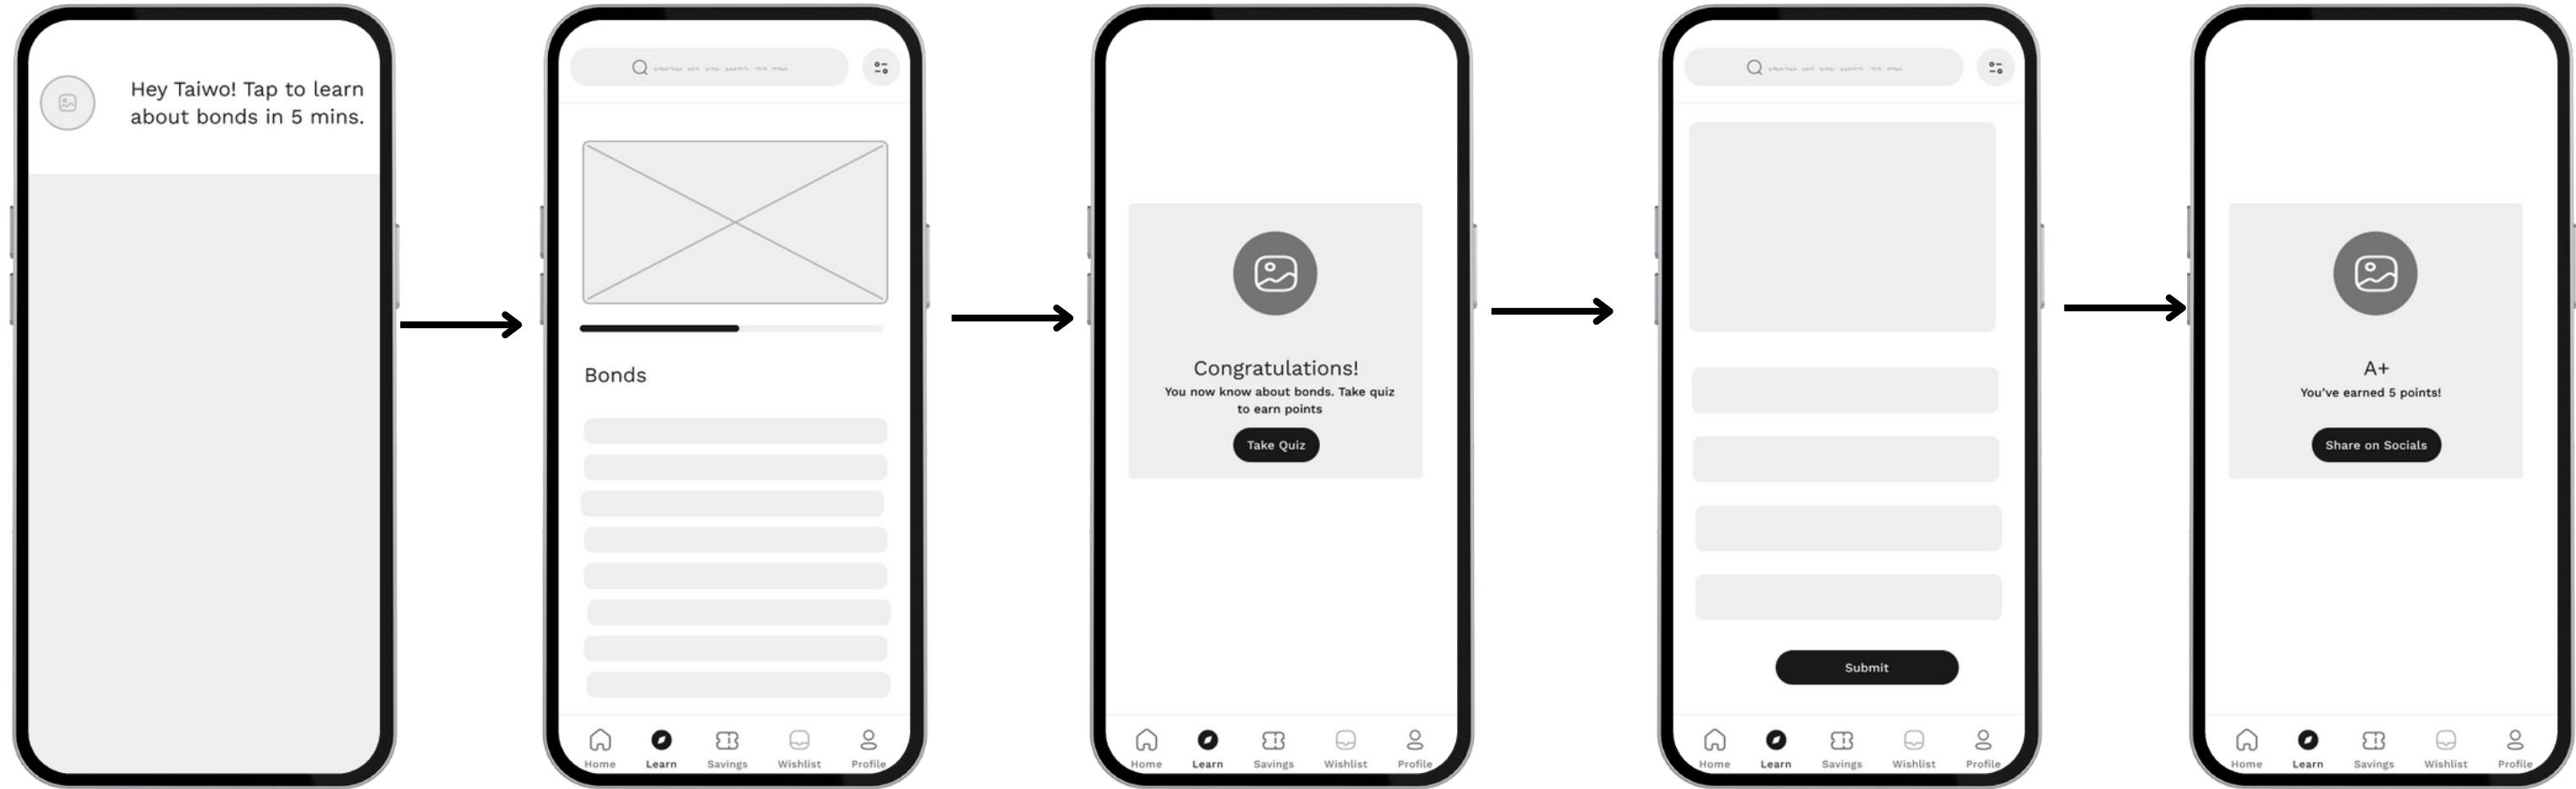 Hey Taiwo! Tap to learn
about bonds in 5 mins.
Bonds
Home Learn Savings Wishlist Profile
Congratulations!
You now know about bonds. Take quiz
to earn points
Take Quiz
Home Learn Savings Wishlist Profile
Submit
Home Learn Savings Wishlist Profile
A+
You've earned 5 points!
Share on Socials
Home Learn Savings Wishlist Profile